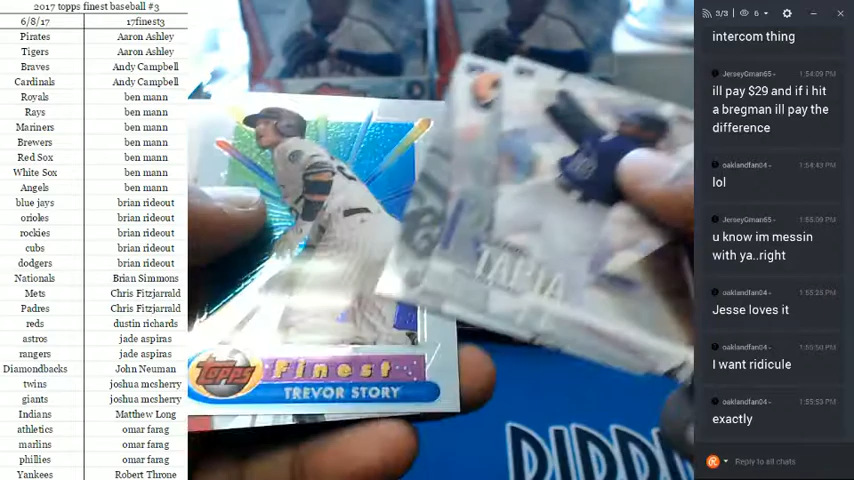 2017 topps finest baseball #3
6/8/17 17finest3
Pirates Aaron Ashley
Tigers Aaron Ashley
Braves Andy Campbell
Cardinals Andy Campbell
Royals ben mann
Rays ben mann
Mariners ben mann
Brewers ben mann
Red Sox ben mann
White Sox ben mann
Angels ben mann
blue jays brian rideout
orioles brian rideout
rockies brian rideout
cubs brian rideout
dodgers brian rideout
Nationals Brian Simmons
Mets Chris Fitzjarrald
Padres Chris Fitzjarrald
reds dustin richards
astros jade aspiras
rangers jade aspiras
Diamondbacks John Neuman
twins joshua mcsherry
giants joshua mcsherry
Indians Matthew Long
athletics omar farag
marlins omar farag
phillies omar farag
Yankees Robert Throne
TAPIA
TOPPS
Finest
TREVOR STORY
3/3 6
intercom thing
JerseyGman65 1:54:09 PM
ill pay $29 and if i hit
a bregman ill pay the
difference
oaklandfan04 1:54:43 PM
lol
JerseyGman65 1:55:09 PM
u know im messin
with ya..right
oaklandfan04 1:55:25 PM
Jesse loves it
oaklandfan04 1:55:50 PM
I want ridicule
oaklandfan04 1:55:53 PM
exactly
Reply to all chats